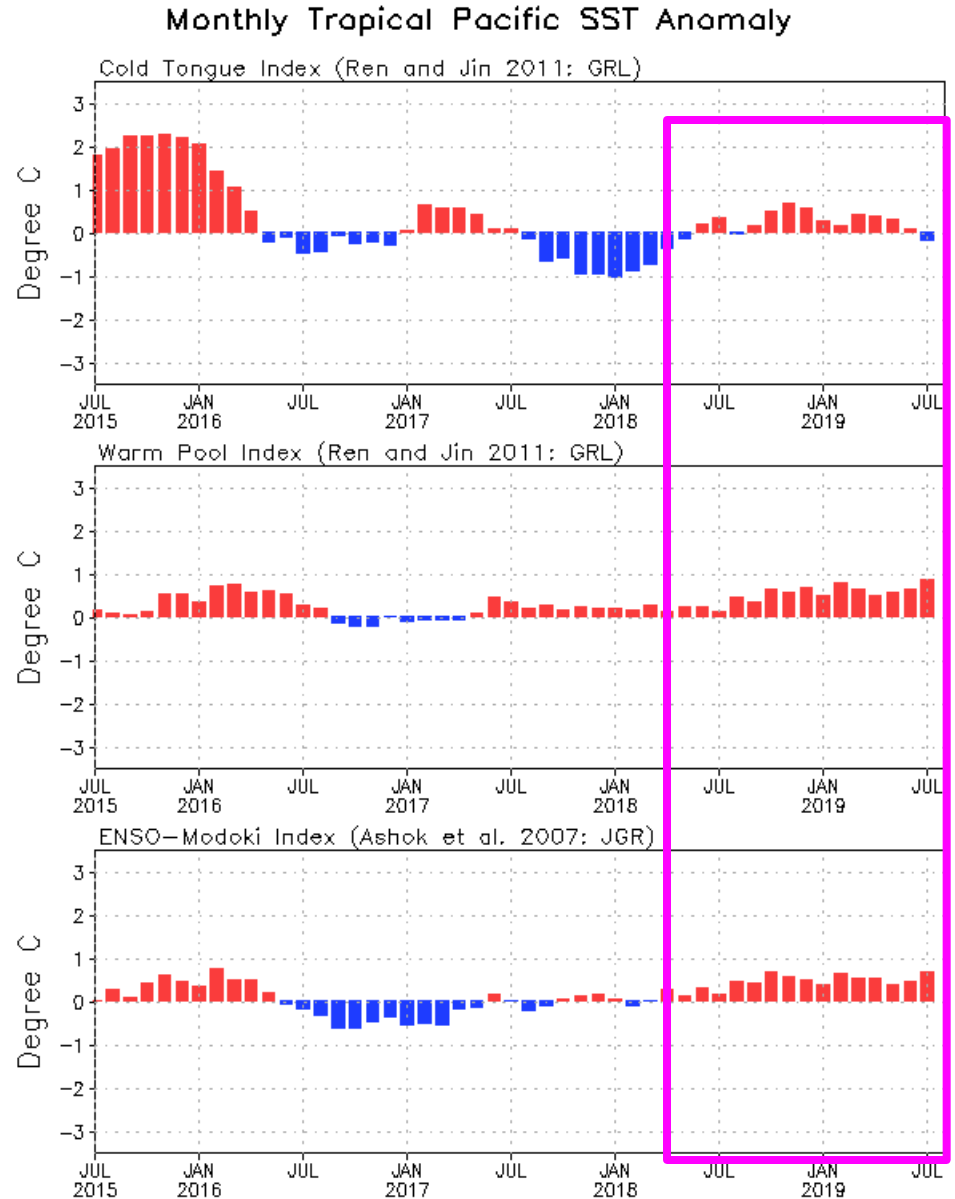 Monthly Tropical Pacific SST Anomaly
Cold Tongue Index (Ren and Jin 2011: GRL)
3
2
1
0
-1
-2
-3
Degree C
JUL JAN JUL JAN JUL JAN JUL JAN JUL
2015 2016 2017 2018 2019
Warm Pool Index (Ren and Jin 2011: GRL)
3
2
1
0
-1
-2
-3
Degree C
JUL JAN JUL JAN JUL JAN JUL JAN JUL
2015 2016 2017 2018 2019
ENSO-Modoki Index (Ashok et al. 2007: JGR)
3
2
1
0
-1
-2
-3
Degree C
JUL JAN JUL JAN JUL JAN JUL JAN JUL
2015 2016 2017 2018 2019